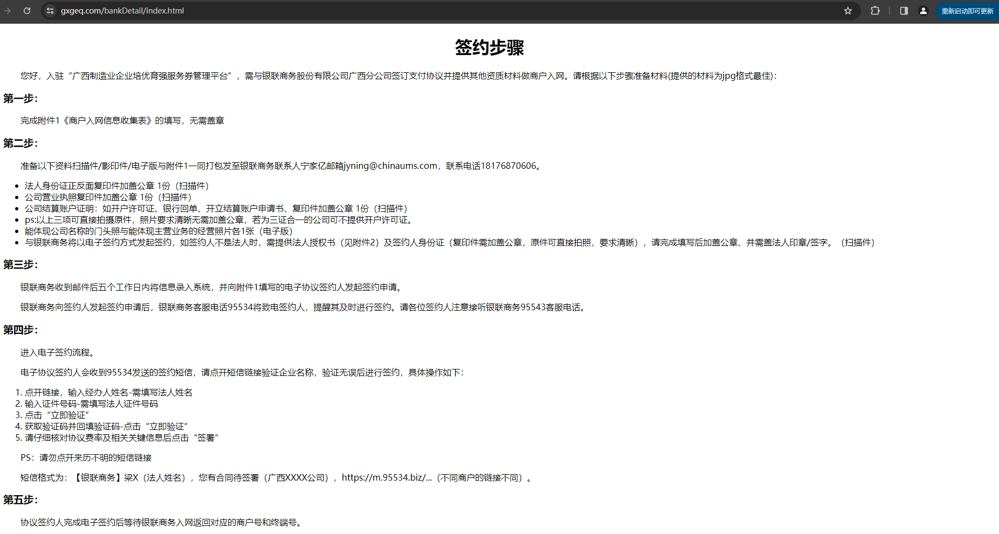 gxgeq.com/bankDetail/index.html
重新启动即可更新
签约步骤
您好，入驻“广西制造业企业培优育强服务券管理平台”，需与银联商务股份有限公司广西分公司签订支付协议并提供其他资质材料做商户入网。请根据以下步骤准备材料(提供的材料为jpg格式最佳)：
第一步：
完成附件1《商户入网信息收集表》的填写，无需盖章
第二步：
准备以下资料扫描件/影印件/电子版与附件1一同打包发至银联商务联系人宁家亿邮箱jyning@chinaums.com，联系电话18176870606。
• 法人身份证正反面复印件加盖公章 1份（扫描件）
• 公司营业执照复印件加盖公章 1份（扫描件）
• 公司结算账户证明：如开户许可证、银行回单、开立结算账户申请书、复印件加盖公章 1份（扫描件）
• ps:以上三项可直接拍摄原件，照片要求清晰无需加盖公章，若为三证合一的公司可不提供开户许可证。
• 能体现公司名称的门头照与能体现主营业务的经营照片各1张（电子版）
• 与银联商务将以电子签约方式发起签约，如签约人不是法人时，需提供法人授权书（见附件2）及签约人身份证（复印件需加盖公章，原件可直接拍照，要求清晰），请完成填写后加盖公章、并需盖法人印章/签字。（扫描件）
第三步：
银联商务收到邮件后五个工作日内将信息录入系统，并向附件1填写的电子协议签约人发起签约申请。
银联商务向签约人发起签约申请后，银联商务客服电话95534将致电签约人，提醒其及时进行签约。请各位签约人注意接听银联商务95543客服电话。
第四步：
进入电子签约流程。
电子协议签约人会收到95534发送的签约短信，请点开短信链接验证企业名称，验证无误后进行签约，具体操作如下：
1. 点开链接，输入经办人姓名-需填写法人姓名
2. 输入证件号码-需填写法人证件号码
3. 点击“立即验证”
4. 获取验证码并回填验证码-点击“立即验证”
5. 请仔细核对协议费率及相关关键信息后点击“签署”
PS：请勿点开来历不明的短信链接
短信格式为：【银联商务】梁X（法人姓名），您有合同待签署（广西XXXX公司），https://m.95534.biz/...（不同商户的链接不同）。
第五步：
协议签约人完成电子签约后等待银联商务入网返回对应的商户号和终端号。